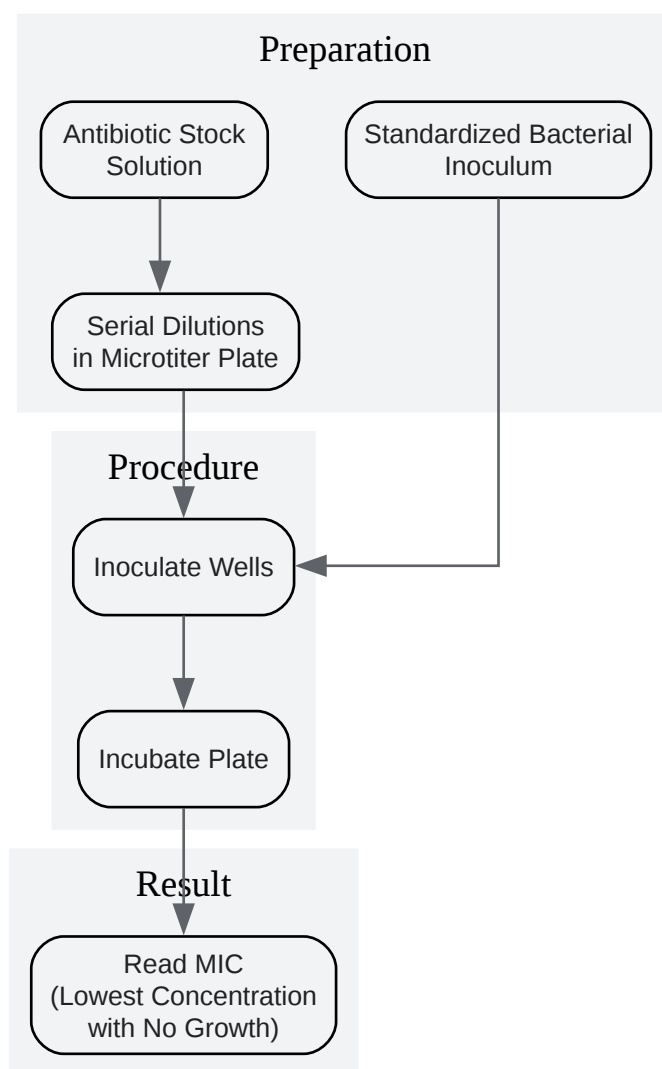 Preparation
Antibiotic Stock
Solution
Standardized Bacterial
Inoculum
Serial Dilutions
in Microtiter Plate
Procedure
Inoculate Wells
Incubate Plate
Result
Read MIC
(Lowest Concentration
with No Growth)